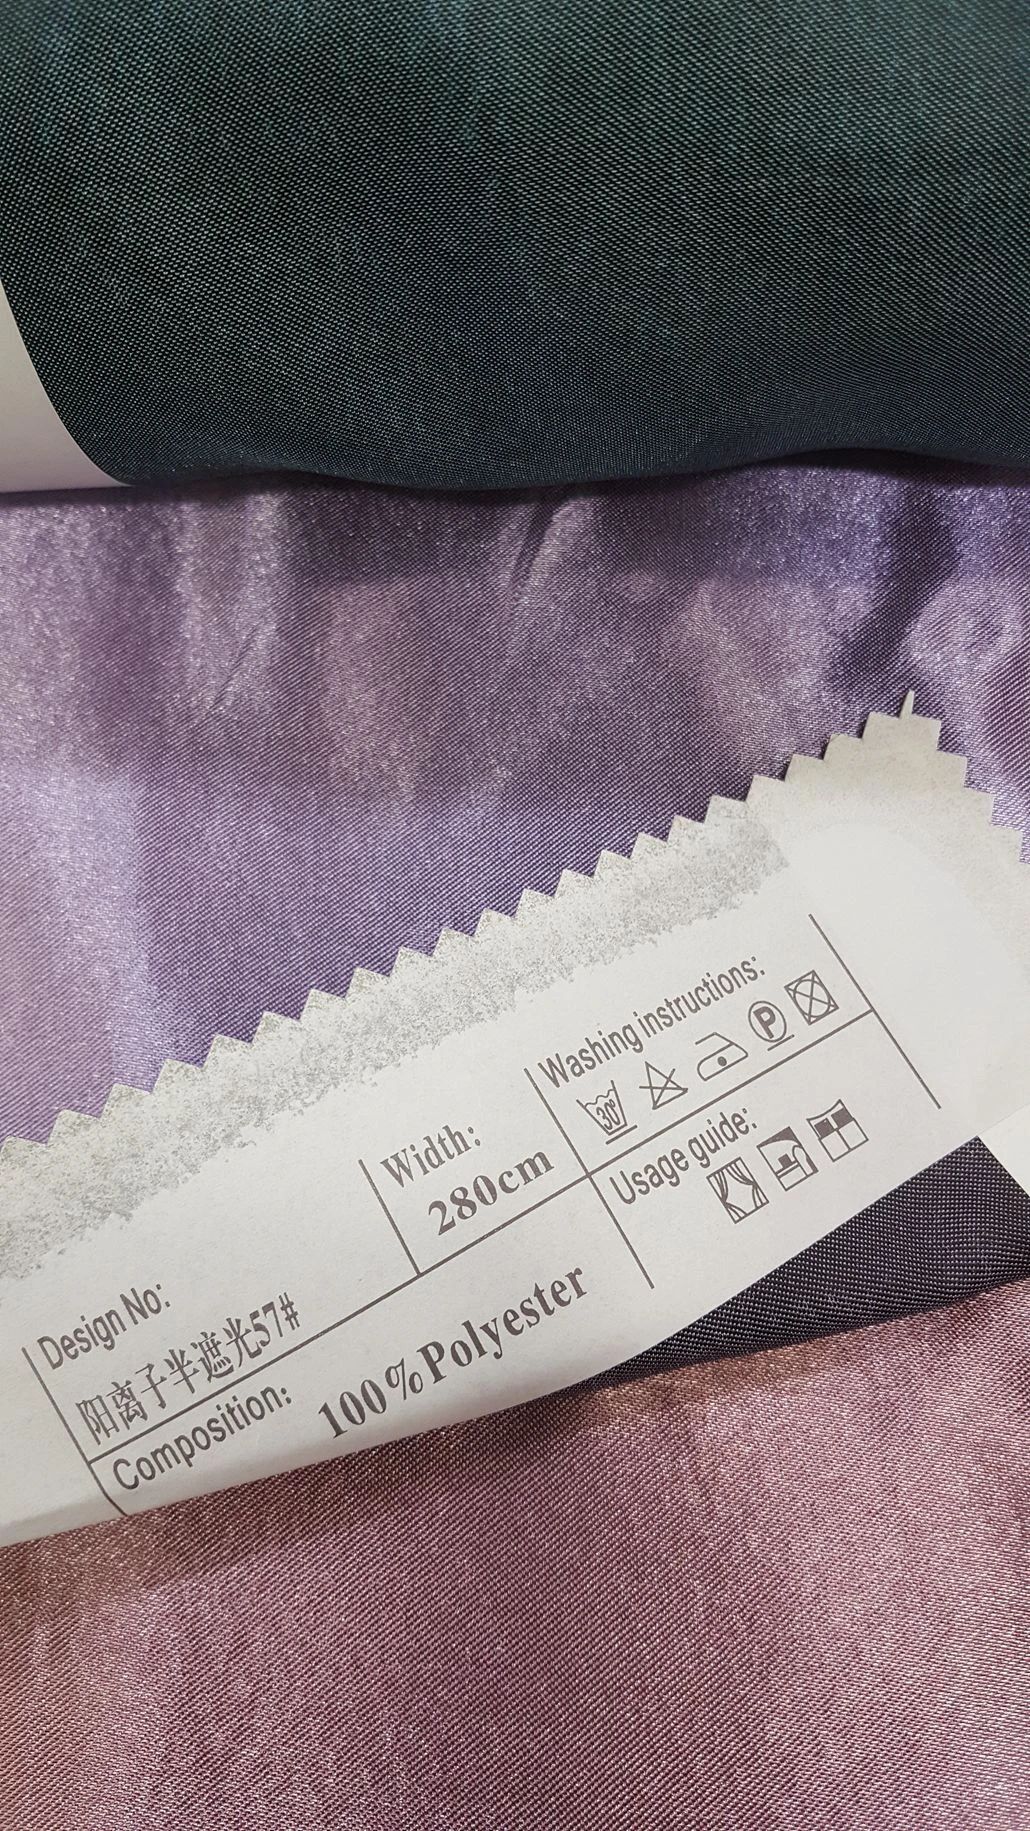 Design No:
阳离子半遮光57#
Width:
280cm
Washing instructions:
30°
P
Composition:
100%Polyester
Usage guide: